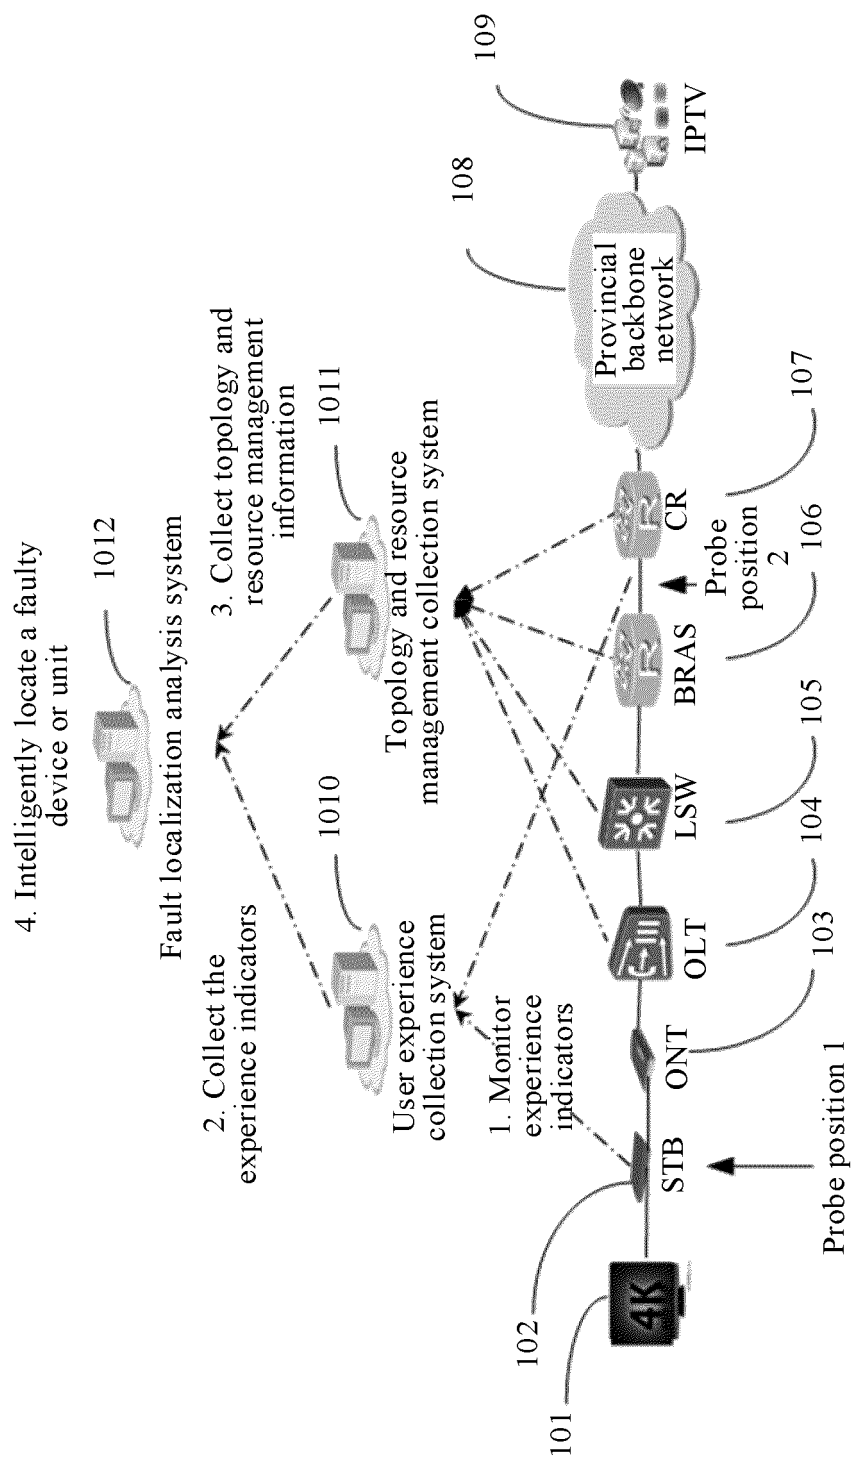 4. Intelligently locate a faulty
device or unit
1012
Fault localization analysis system
2. Collect the
experience indicators
3. Collect topology and
resource management
information
1010
1011
User experience
collection system
Topology and resource
management collection system
1. Monitor
experience
indicators
108
109
102
101
4K
STB
ONT
OLT
LSW
BRAS
R
CR
R
Provincial
backbone
network
IPTV
Probe position 1
103
104
105
Probe
position
2
106
107